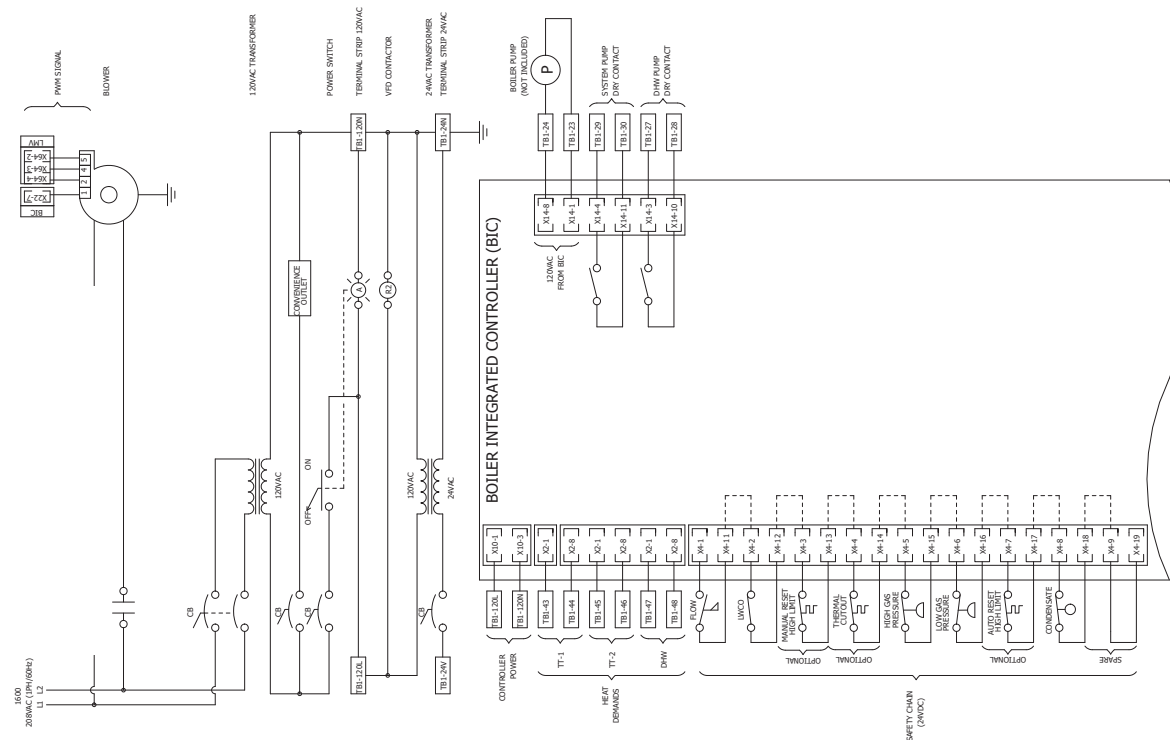 PWM SIGNAL
BLOWER
120VAC TRANSFORMER
POWER SWITCH
TERMINAL STRIP 120VAC
VFD CONTACTOR
24VAC TRANSFORMER
TERMINAL STRIP 24VAC
LMV
X64-2
X64-3
X64-4
X22-7
BIC
5
4
2
1
TB1-120N
TB1-24N
CONVENIENCE
OUTLET
A
R2
120VAC
OFF
ON
120VAC
24VAC
CB
CB
CB
CB
TB1-120L
TB1-24V
1600
208VAC (1PH/60Hz)
L1
L2
BOILER PUMP
(NOT INCLUDED)
P
SYSTEM PUMP
DRY CONTACT
DHW PUMP
DRY CONTACT
TB1-24
TB1-23
TB1-29
TB1-30
TB1-27
TB1-28
X14-8
X14-1
X14-4
X14-11
X14-3
X14-10
120VAC
FROM BIC
BOILER INTEGRATED CONTROLLER (BIC)
X10-1
X10-3
X2-1
X2-8
X2-1
X2-8
X2-1
X2-8
X4-1
X4-11
X4-2
X4-12
X4-3
X4-13
X4-4
X4-14
X4-5
X4-15
X4-6
X4-16
X4-7
X4-17
X4-8
X4-18
X4-9
X4-19
TB1-120L
TB1-120N
TB1-43
TB1-44
TB1-45
TB1-46
TB1-47
TB1-48
FLOW
LWCO
MANUAL RESET
HIGH LIMIT
THERMAL
CUTOUT
HIGH GAS
PRESSURE
LOW GAS
PRESSURE
AUTO RESET
HIGH LIMIT
CONDENSATE
OPTIONAL
OPTIONAL
OPTIONAL
SPARE
CONTROLLER
POWER
TT-1
TT-2
DHW
HEAT
DEMANDS
SAFETY CHAIN
(24VDC)